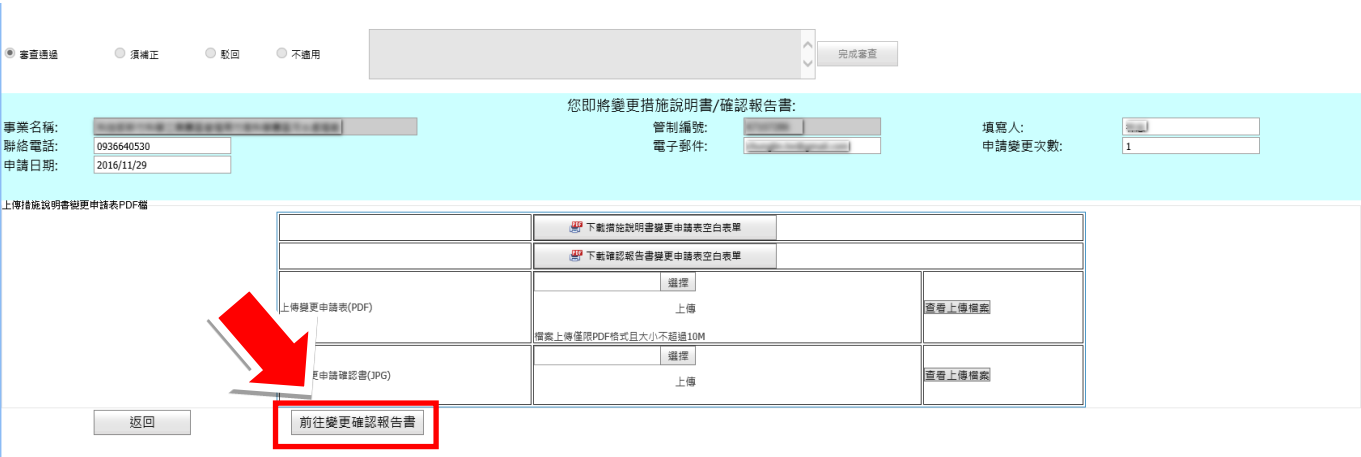 審查通過 須補正 駁回 不適用 完成審查
您即將變更措施說明書/確認報告書:
事業名稱: 管制編號: 填寫人:
聯絡電話: 0936640530 電子郵件: 申請變更次數: 1
申請日期: 2016/11/29
上傳措施說明書變更申請表PDF檔
下載措施說明書變更申請表空白表單
下載確認報告書變更申請表空白表單
選擇
上傳變更申請表(PDF) 上傳 查看上傳檔案
檔案上傳僅限PDF格式且大小不超過10M
選擇
更申請確認書(JPG) 上傳 查看上傳檔案
返回 前往變更確認報告書